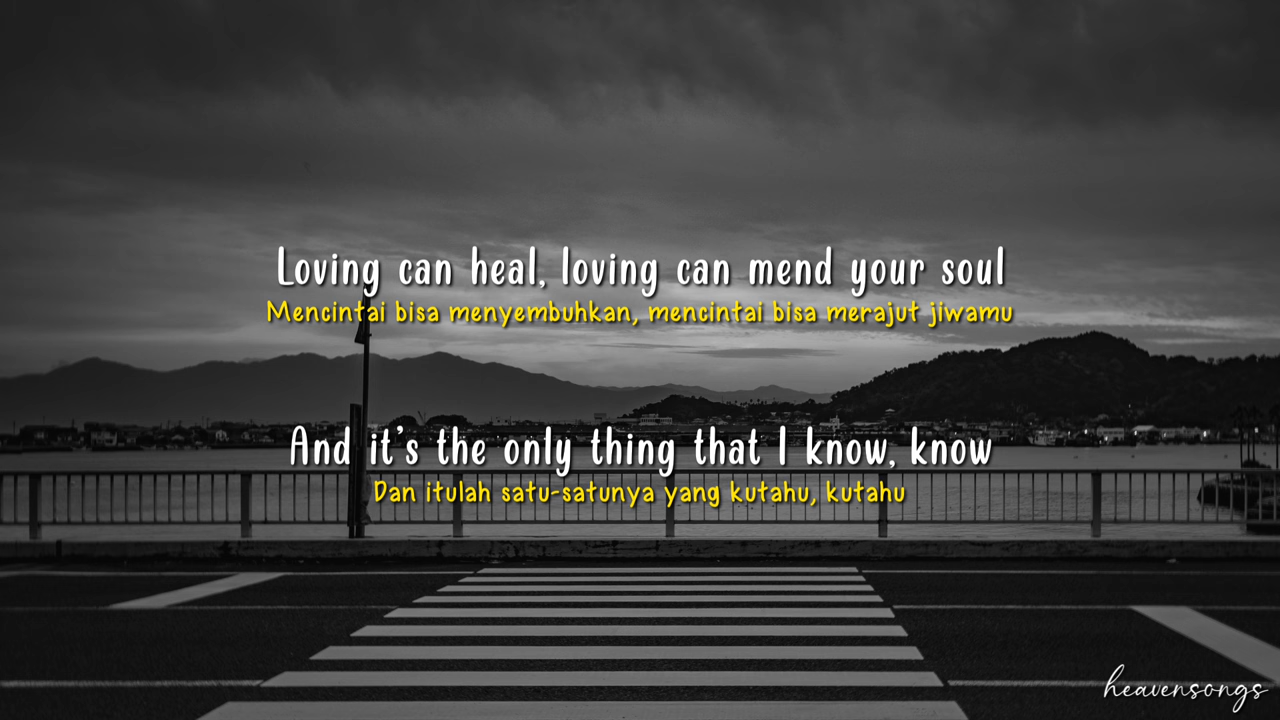 Loving can heal, loving can mend your soul
Mencintai bisa menyembuhkan, mencintai bisa merajut jiwamu
And it's the only thing that I know, know
Dan itulah satu-satunya yang kutahu, kutahu
heavensongs